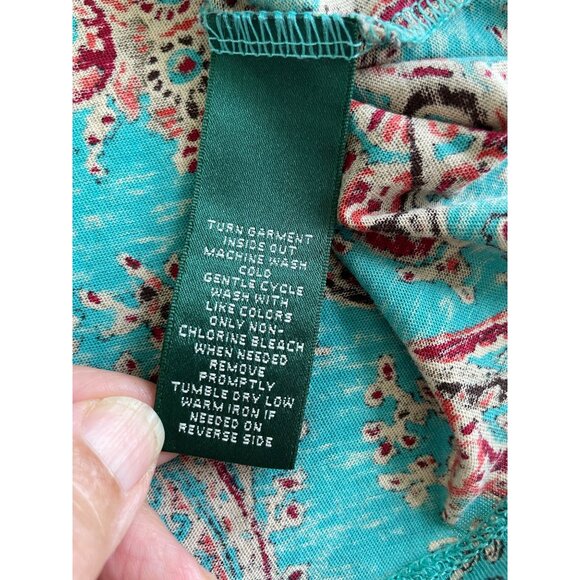 TURN GARMENT
INSIDE OUT
MACHINE WASH
COLD
GENTLE CYCLE
WASH WITH
LIKE COLORS
ONLY NON-
CHLORINE BLEACH
WHEN NEEDED
REMOVE
PROMPTLY
TUMBLE DRY LOW
WARM IRON IF
NEEDED ON
REVERSE SIDE